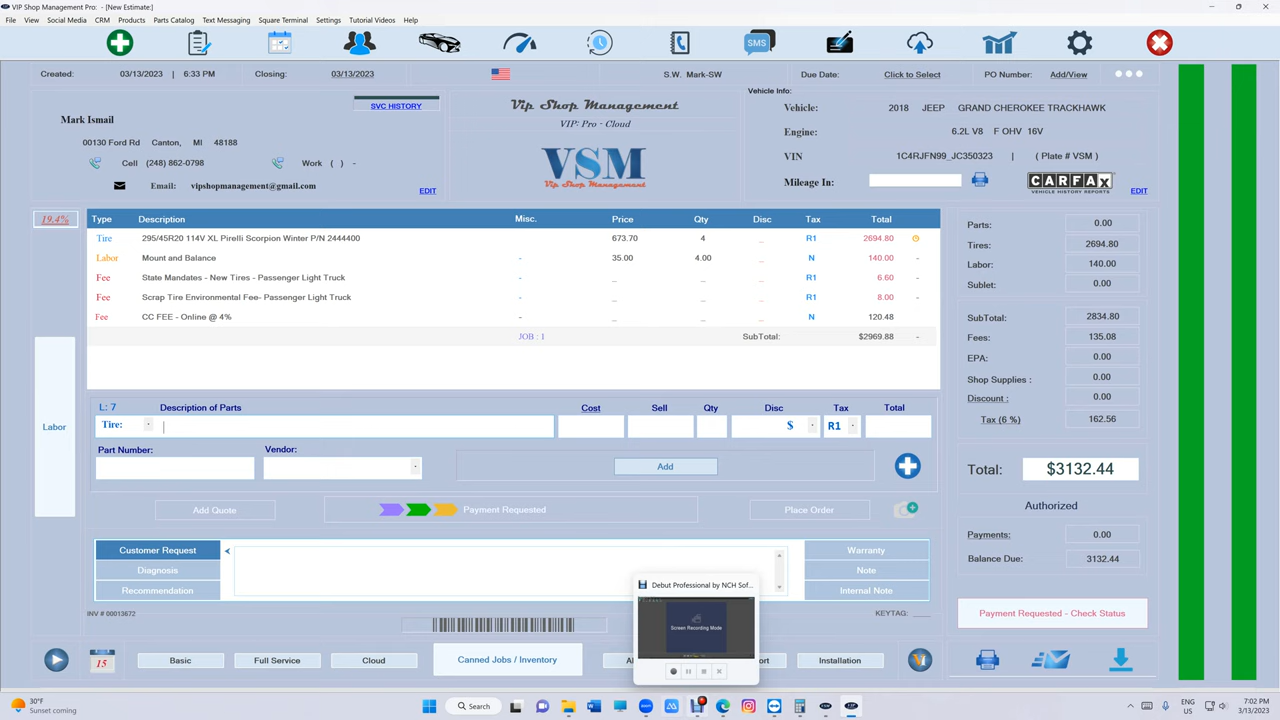 VIP Shop Management Pro: - [New Estimate:]
File View Social Media CRM Products Parts Catalog Text Messaging Square Terminal Settings Tutorial Videos Help
SMS
Created: 03/13/2023 | 6:33 PM Closing: 03/13/2023 S.W. Mark-SW Due Date: Click to Select PO Number: Add/View
SVC HISTORY
Mark Ismail
00130 Ford Rd Canton, MI 48188
Cell (248) 862-0798 Work ( ) -
Email: vipshopmanagement@gmail.com
EDIT
Vip Shop Management
VIP: Pro - Cloud
VSM
Vip Shop Management
Vehicle Info:
Vehicle: 2018 JEEP GRAND CHEROKEE TRACKHAWK
Engine: 6.2L V8 F OHV 16V
VIN 1C4RJFN99_JC350323 | ( Plate # VSM )
Mileage In:
CARFAX
VEHICLE HISTORY REPORTS
EDIT
19.4%
Type Description Misc. Price Qty Disc Tax Total
Tire 295/45R20 114V XL Pirelli Scorpion Winter P/N 2444400 673.70 4 _ R1 2694.80
Labor Mount and Balance - 35.00 4.00 N 140.00 -
Fee State Mandates - New Tires - Passenger Light Truck - _ _ _ R1 6.60 -
Fee Scrap Tire Environmental Fee- Passenger Light Truck - _ _ _ R1 8.00 -
Fee CC FEE - Online @ 4% - _ _ _ N 120.48
JOB : 1 SubTotal: $2969.88 -
Labor
L: 7 Description of Parts Cost Sell Qty Disc Tax Total
Tire: $ R1
Part Number: Vendor:
Add
Add Quote Payment Requested Place Order
Customer Request
Diagnosis
Recommendation
Warranty
Note
Internal Note
INV # 00013672 KEYTAG: ____
Debut Professional by NCH Sof...
Screen Recording Mode
15 Basic Full Service Cloud Canned Jobs / Inventory Installation
Parts: 0.00
Tires: 2694.80
Labor: 140.00
Sublet: 0.00
SubTotal: 2834.80
Fees: 135.08
EPA: 0.00
Shop Supplies : 0.00
Discount : 0.00
Tax (6 %) 162.56
Total: $3132.44
Authorized
Payments: 0.00
Balance Due: 3132.44
Payment Requested - Check Status
30°F
Sunset coming
Search
ENG
US
7:02 PM
3/13/2023